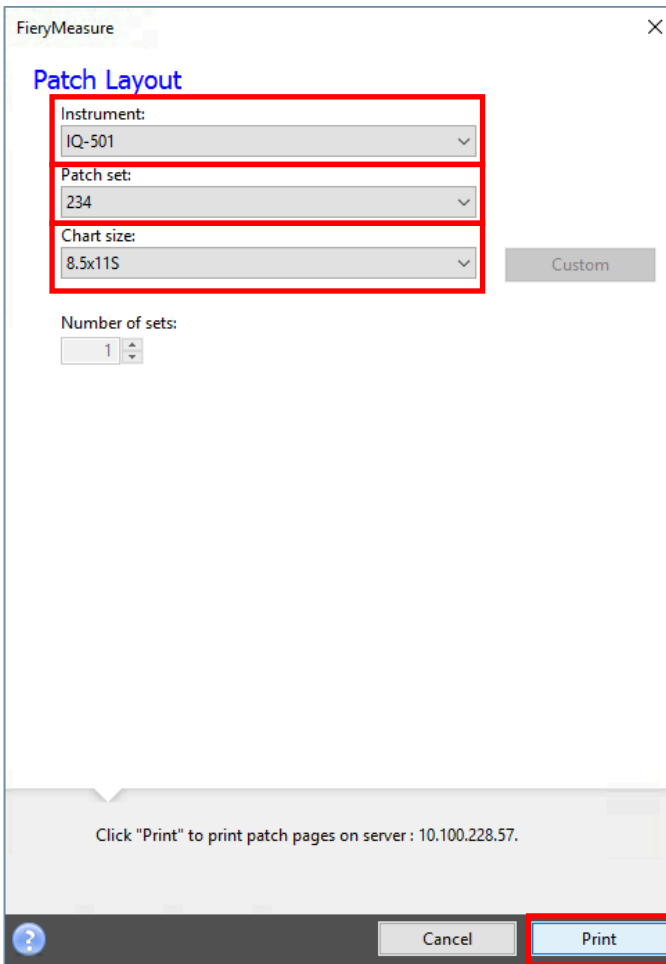 FieryMeasure
Patch Layout
Instrument:
IQ-501
Patch set:
234
Chart size:
8.5x11S
Custom
Number of sets:
1
Click "Print" to print patch pages on server : 10.100.228.57.
?
Cancel
Print